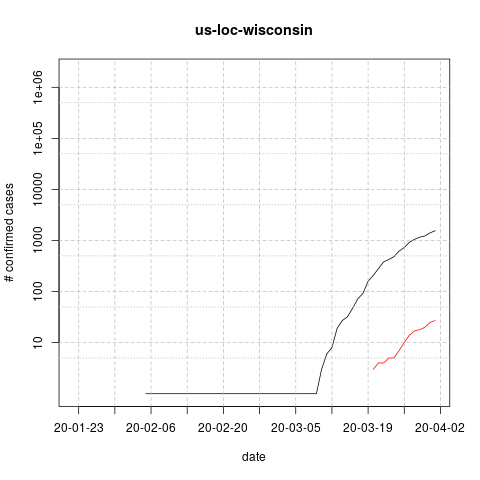 us-loc-wisconsin
# confirmed cases
1e+06
1e+05
10000
1000
100
10
20-01-23
20-02-06
20-02-20
20-03-05
20-03-19
20-04-02
date